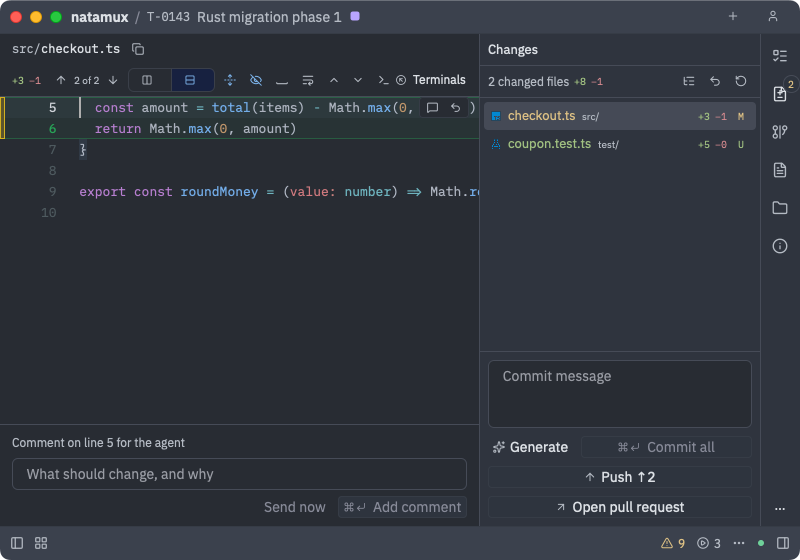 natamux / T-0143 Rust migration phase 1
src/checkout.ts
+3 −1 2 of 2 Terminals
5 const amount = total(items) - Math.max(0, )
6 return Math.max(0, amount)
7 }
8
9 export const roundMoney = (value: number) => Math.r
10
Comment on line 5 for the agent
What should change, and why
Send now ⌘↵ Add comment
Changes
2 changed files +8 −1
checkout.ts src/ +3 −1 M
coupon.test.ts test/ +5 −0 U
Commit message
Generate ⌘↵ Commit all
↑ Push ↑2
↗ Open pull request
2
9 3